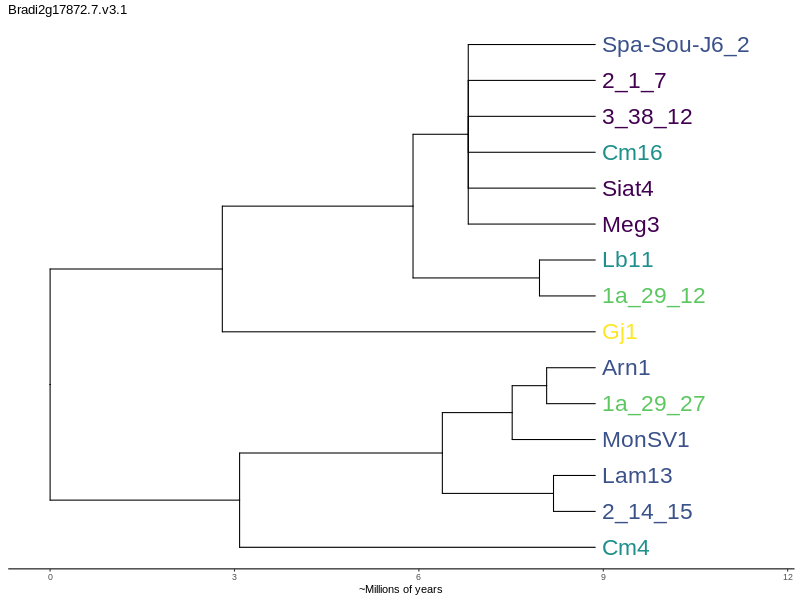 Bradi2g17872.7.v3.1
Spa-Sou-J6_2
2_1_7
3_38_12
Cm16
Siat4
Meg3
Lb11
1a_29_12
Gj1
Arn1
1a_29_27
MonSV1
Lam13
2_14_15
Cm4
0 3 6 9 12
~Millions of years